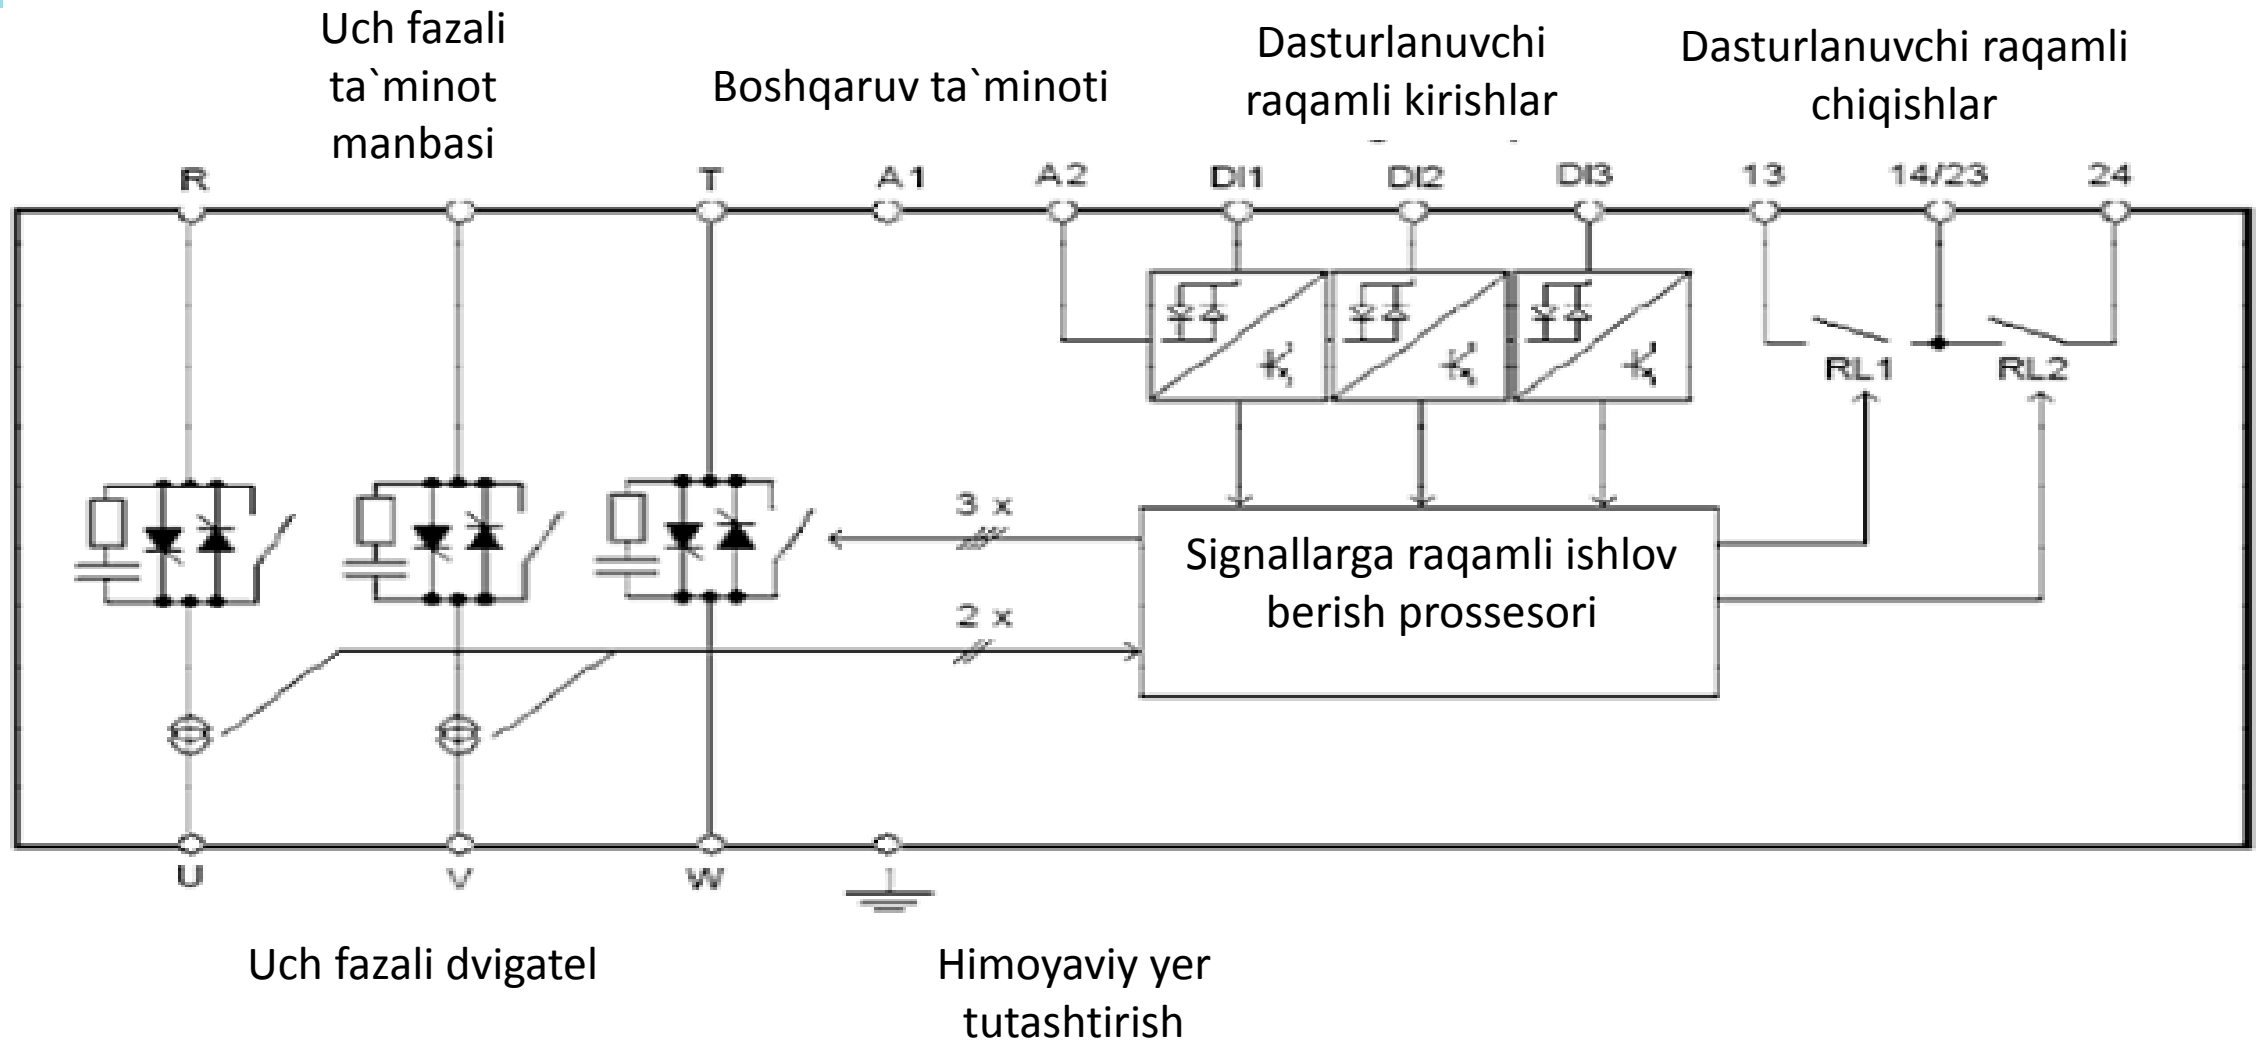 Uch fazali
ta`minot
manbasi
Boshqaruv ta`minoti
Dasturlanuvchi
raqamli kirishlar
Dasturlanuvchi raqamli
chiqishlar
R T A1 A2 DI1 DI2 DI3 13 14/23 24
RL1 RL2
3 x
Signallarga raqamli ishlov
berish prossesori
2 x
U V W
Uch fazali dvigatel
Himoyaviy yer
tutashtirish